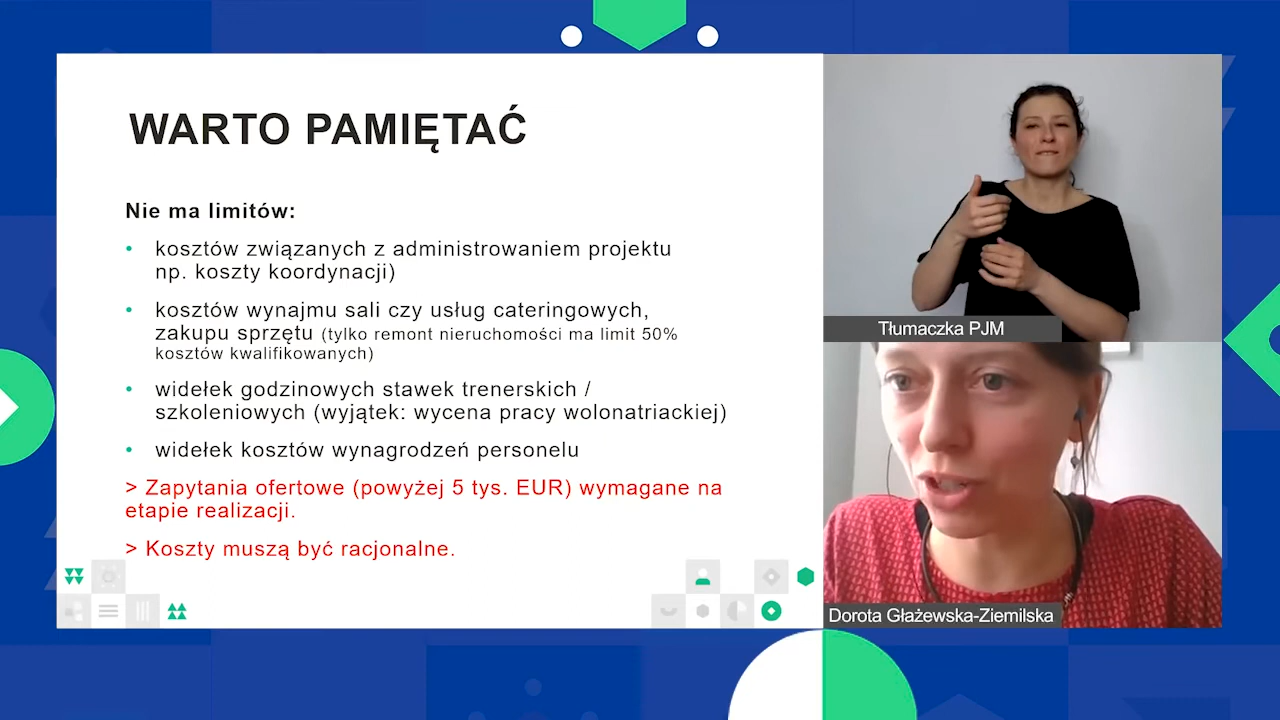 WARTO PAMIĘTAĆ
Nie ma limitów:
• kosztów związanych z administrowaniem projektu
np. koszty koordynacji)
• kosztów wynajmu sali czy usług cateringowych,
zakupu sprzętu (tylko remont nieruchomości ma limit 50%
kosztów kwalifikowanych)
• widełek godzinowych stawek trenerskich /
szkoleniowych (wyjątek: wycena pracy wolonatriackiej)
• widełek kosztów wynagrodzeń personelu
> Zapytania ofertowe (powyżej 5 tys. EUR) wymagane na
etapie realizacji.
> Koszty muszą być racjonalne.
Tłumaczka PJM
Dorota Głażewska-Ziemilska